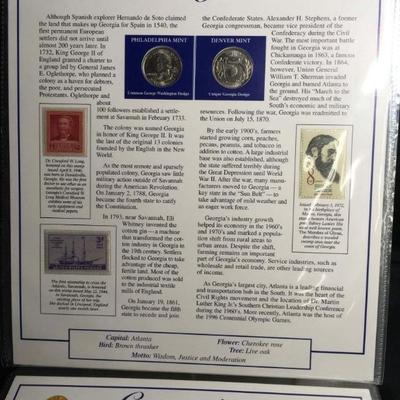 Although Spanish explorer Hernando de Soto claimed
the land that makes up Georgia for Spain in 1540, the
first permanent European
settlers did not arrive until
almost 200 years later. In
1732, King George II of
England granted a charter to
a group led by General James
E. Oglethorpe, who planned
a colony as a haven for debtors,
the poor, and persecuted
Protestants. Oglethorpe and
about
100 followers established a settle-
ment at Savannah in February 1733.
The colony was named Georgia
in honor of King George II. It was
the last of the original 13 colonies
founded by the English in the New
World.
As the most remote and sparsely
populated colony, Georgia saw little
military action outside of Savannah
during the American Revolution.
On January 2, 1788, Georgia
became the fourth state to ratify
the Constitution.
In 1793, near Savannah, Eli
Whitney invented the
cotton gin — a machine
that transformed the cot-
ton industry in Georgia in
the 19th century. Settlers
flocked to Georgia to take
advantage of the cheap,
fertile land. Most of the
cotton produced was sold
to the industrial textile
mills of England.
On January 19, 1861,
Georgia became the fifth
state to secede and join
PHILADELPHIA MINT
Common George Washington Design
DENVER MINT
Unique Georgia Design
the Confederate States. Alexander H. Stephens, a former
Georgia congressman, became vice president of the
Confederacy during the
Civil War. The most important battle
fought in Georgia was at
Chickamauga in 1863, a famous
Confederate victory. In 1864,
however, Union General
William T. Sherman invaded
Georgia and burned Atlanta to
the ground. His "March to the
Sea" destroyed much of the
South's economic and military
resources. Following the war, Georgia was readmitted to
the Union on July 15, 1870.
By the early 1900's, farmers
started growing corn, peaches,
pecans, peanuts, and tobacco in
addition to cotton. A large industrial
base was also established, although
the state suffered terribly during
the Great Depression until World
War II. After the war, many manu-
facturers moved to Georgia — a
key state in the "Sun Belt" — to
take advantage of mild weather and
an eager work force.
Georgia's industry growth
helped its economy in the 1960's
and 1970's and marked a popula-
tion shift from rural areas to
urban areas. Despite the shift,
farming remains an important
part of Georgia's economy. Service industries, such as
wholesale and retail trade, are other leading sources
of income.
As Georgia's largest city, Atlanta is a leading financial
and transportation hub in the South. It was the heart of the
Civil Rights movement and the location of Dr. Martin
Luther King Jr.'s Southern Christian Leadership Conference
during the 1960's. More recently, Atlanta was the host of
the 1996 Centennial Olympic Games.
Capital: Atlanta
Bird: Brown thrasher
Flower: Cherokee rose
Tree: Live oak
Motto: Wisdom, Justice and Moderation